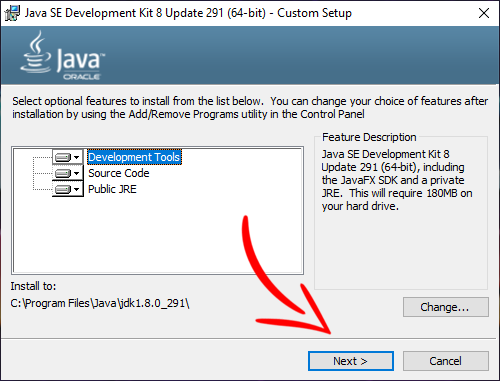 Java SE Development Kit 8 Update 291 (64-bit) - Custom Setup
Java
ORACLE
Select optional features to install from the list below. You can change your choice of features after
installation by using the Add/Remove Programs utility in the Control Panel
Development Tools
Source Code
Public JRE
Feature Description
Java SE Development Kit 8
Update 291 (64-bit), including
the JavaFX SDK and a private
JRE. This will require 180MB on
your hard drive.
Install to:
C:\Program Files\Java\jdk1.8.0_291\
Change...
Next >
Cancel